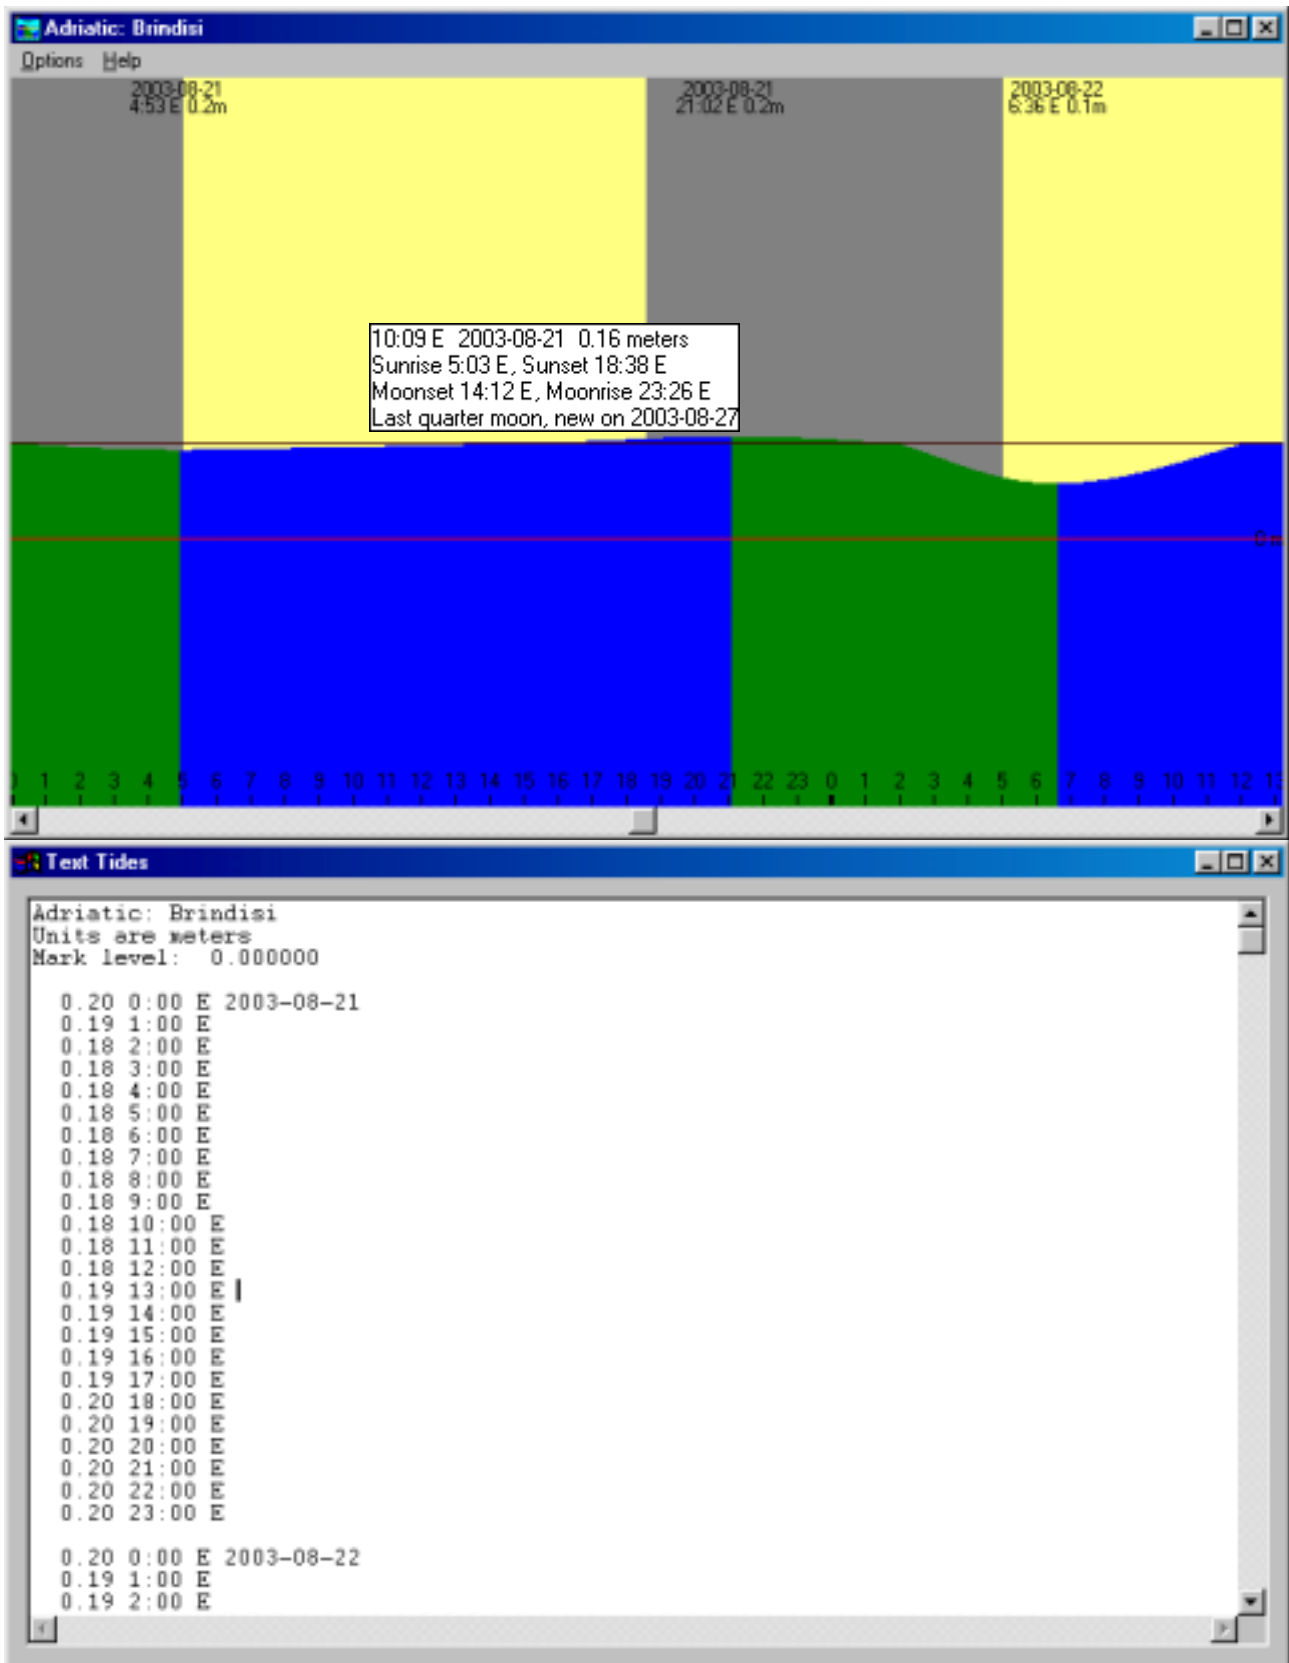 Adriatic: Brindisi
Options Help
2003-08-21 2003-08-21 2003-08-22
4:53 E 0.2m 21:02 E 0.2m 6:36 E 0.1m
10:09 E 2003-08-21 0.16 meters
Sunrise 5:03 E, Sunset 18:38 E
Moonset 14:12 E, Moonrise 23:26 E
Last quarter moon, new on 2003-08-27
0
1 2 3 4 5 6 7 8 9 10 11 12 13 14 15 16 17 18 19 20 21 22 23 0 1 2 3 4 5 6 7 8 9 10 11 12
Text Tides
Adriatic: Brindisi
Units are meters
Mark level: 0.000000
0.20 0:00 E 2003-08-21
0.19 1:00 E
0.18 2:00 E
0.18 3:00 E
0.18 4:00 E
0.18 5:00 E
0.18 6:00 E
0.18 7:00 E
0.18 8:00 E
0.18 9:00 E
0.18 10:00 E
0.18 11:00 E
0.18 12:00 E
0.19 13:00 E
0.19 14:00 E
0.19 15:00 E
0.19 16:00 E
0.19 17:00 E
0.20 18:00 E
0.20 19:00 E
0.20 20:00 E
0.20 21:00 E
0.20 22:00 E
0.20 23:00 E
0.20 0:00 E 2003-08-22
0.19 1:00 E
0.19 2:00 E